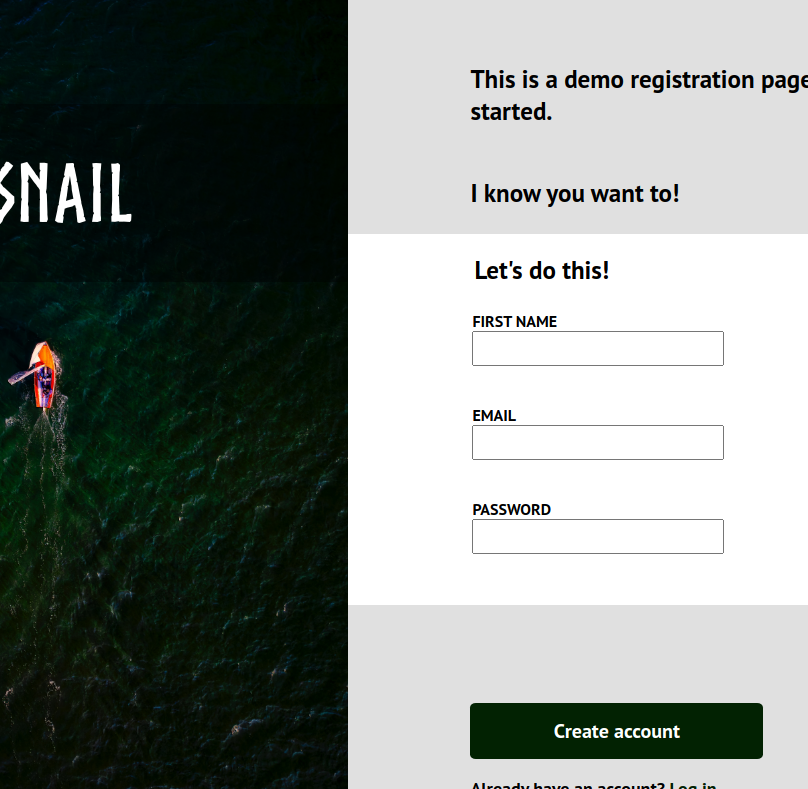 SNAIL
This is a demo registration page
started.
I know you want to!
Let's do this!
FIRST NAME
EMAIL
PASSWORD
Create account
Already have an account? Log in